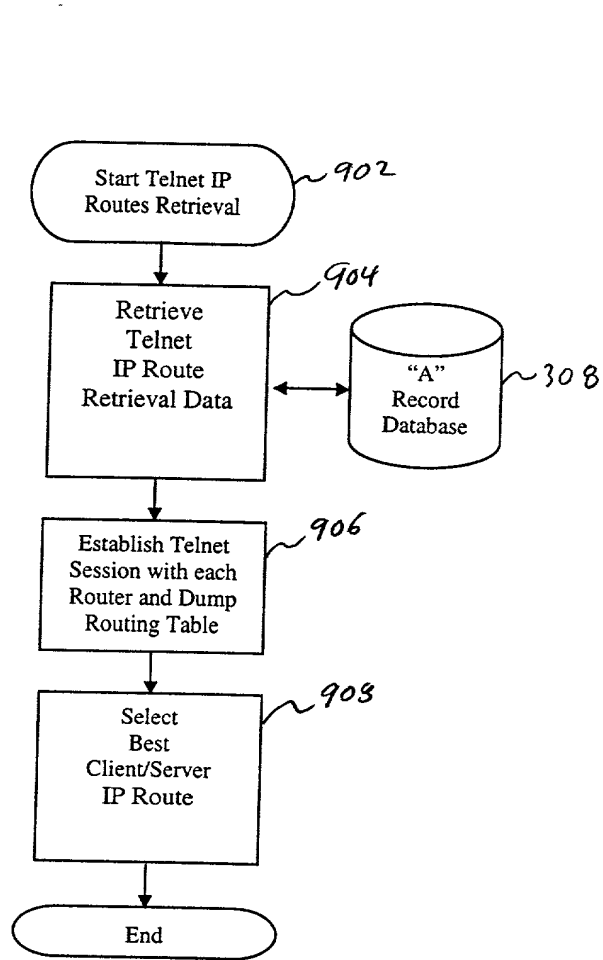 Start Telnet IP
Routes Retrieval
902
904
Retrieve
Telnet
IP Route
Retrieval Data
“A”
Record
Database
308
906
Establish Telnet
Session with each
Router and Dump
Routing Table
908
Select
Best
Client/Server
IP Route
End